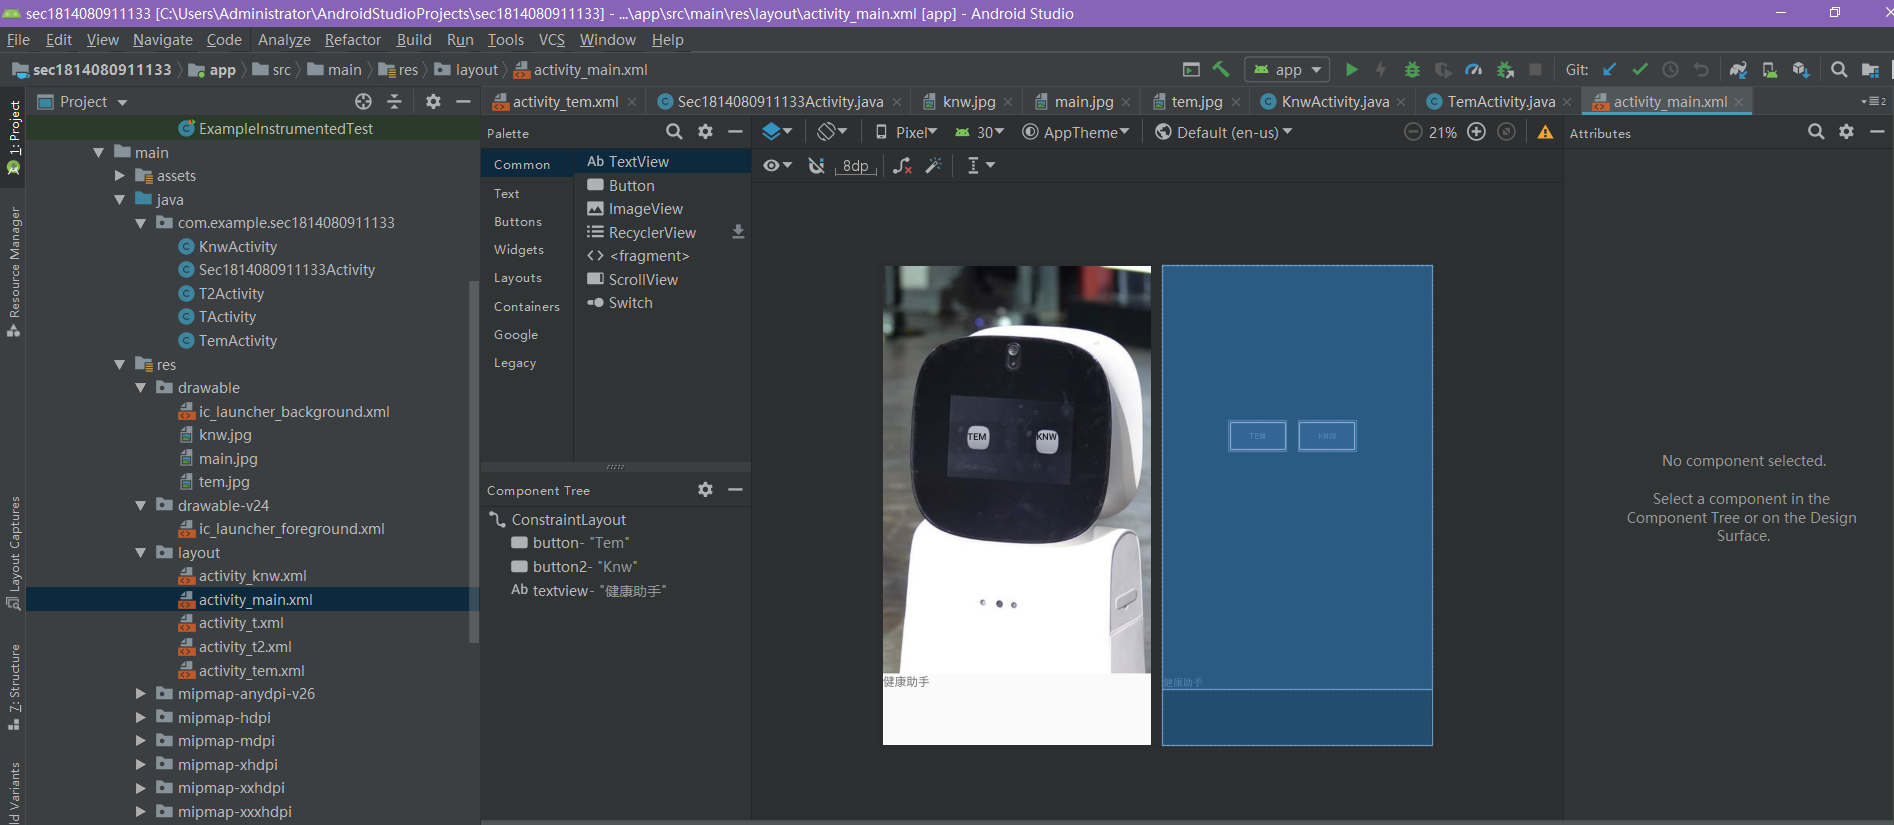 sec1814080911133 [C:\Users\Administrator\AndroidStudioProjects\sec1814080911133] - ...\app\src\main\res\layout\activity_main.xml [app] - Android Studio
File Edit View Navigate Code Analyze Refactor Build Run Tools VCS Window Help
sec1814080911133 app src main res layout activity_main.xml
app
Git:
1: Project
Resource Manager
Layout Captures
7: Structure
ld Variants
Project
ExampleInstrumentedTest
main
assets
java
com.example.sec1814080911133
KnwActivity
Sec1814080911133Activity
T2Activity
TActivity
TemActivity
res
drawable
ic_launcher_background.xml
knw.jpg
main.jpg
tem.jpg
drawable-v24
ic_launcher_foreground.xml
layout
activity_knw.xml
activity_main.xml
activity_t.xml
activity_t2.xml
activity_tem.xml
mipmap-anydpi-v26
mipmap-hdpi
mipmap-mdpi
mipmap-xhdpi
mipmap-xxhdpi
mipmap-xxxhdpi
activity_tem.xml Sec1814080911133Activity.java knw.jpg main.jpg tem.jpg KnwActivity.java TemActivity.java activity_main.xml
2
Palette
Common
Text
Buttons
Widgets
Layouts
Containers
Google
Legacy
Ab TextView
Button
ImageView
RecyclerView
<fragment>
ScrollView
Switch
Component Tree
ConstraintLayout
button- "Tem"
button2- "Knw"
Ab textview- "健康助手"
Pixel 30 AppTheme Default (en-us) 21%
8dp
TEM KNW
健康助手
TEM KNW
健康助手
Attributes
No component selected.
Select a component in the
Component Tree or on the Design
Surface.